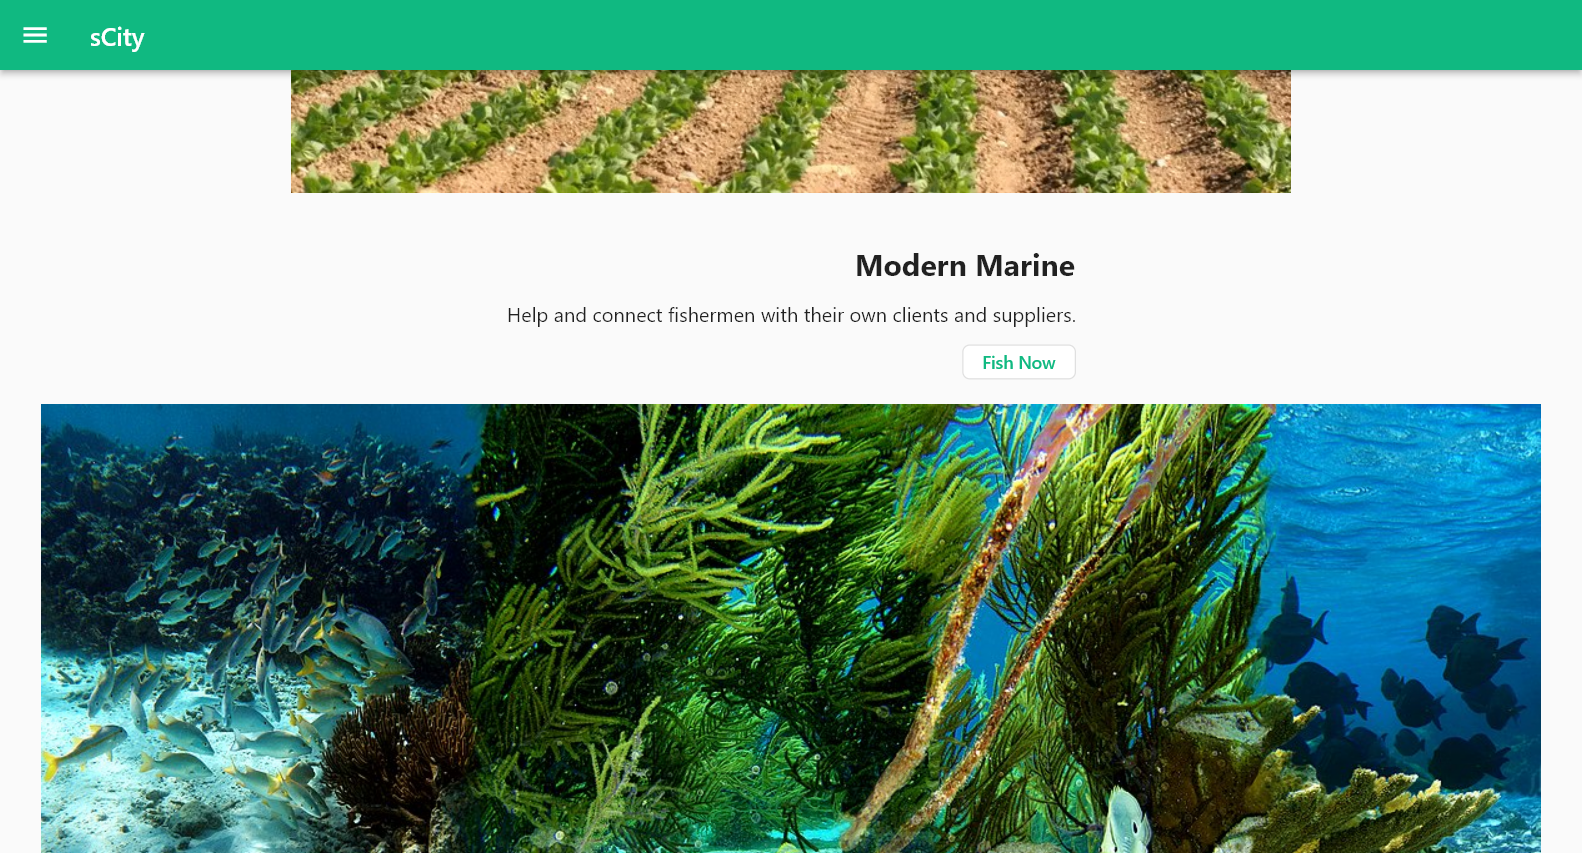 sCity
Modern Marine
Help and connect fishermen with their own clients and suppliers.
Fish Now